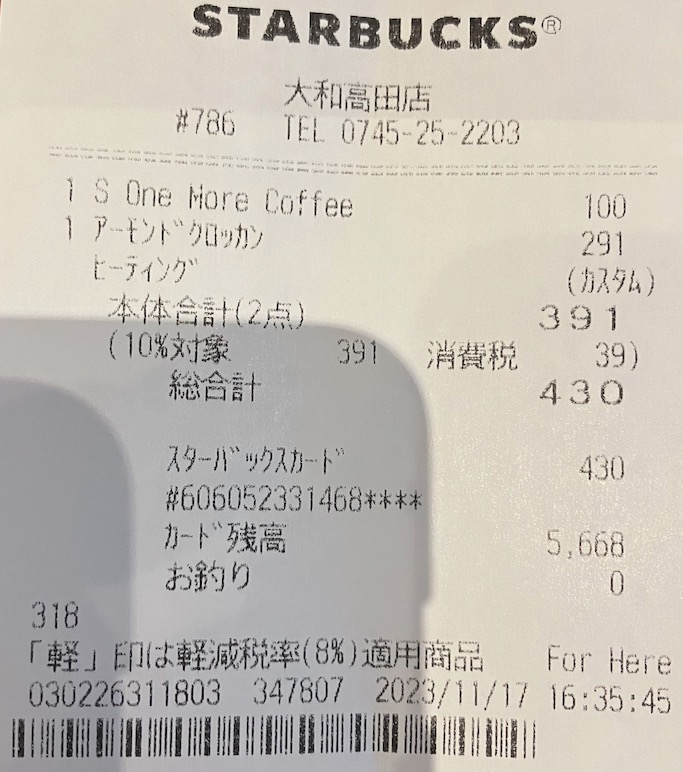 STARBUCKS®
大和高田店
#786 TEL 0745-25-2203
1 S One More Coffee 100
1 ｱｰﾓﾝﾄﾞｸﾛｯｶﾝ 291
ﾋｰﾃｨﾝｸﾞ (ｶｽﾀﾑ)
本体合計(2点) 391
(10%対象 391 消費税 39)
総合計 430
ｽﾀｰﾊﾞｯｸｽｶｰﾄﾞ 430
#606052331468****
ｶｰﾄﾞ残高 5,668
お釣り 0
318
「軽」印は軽減税率(8%)適用商品 For Here
030226311803 347807 2023/11/17 16:35:45